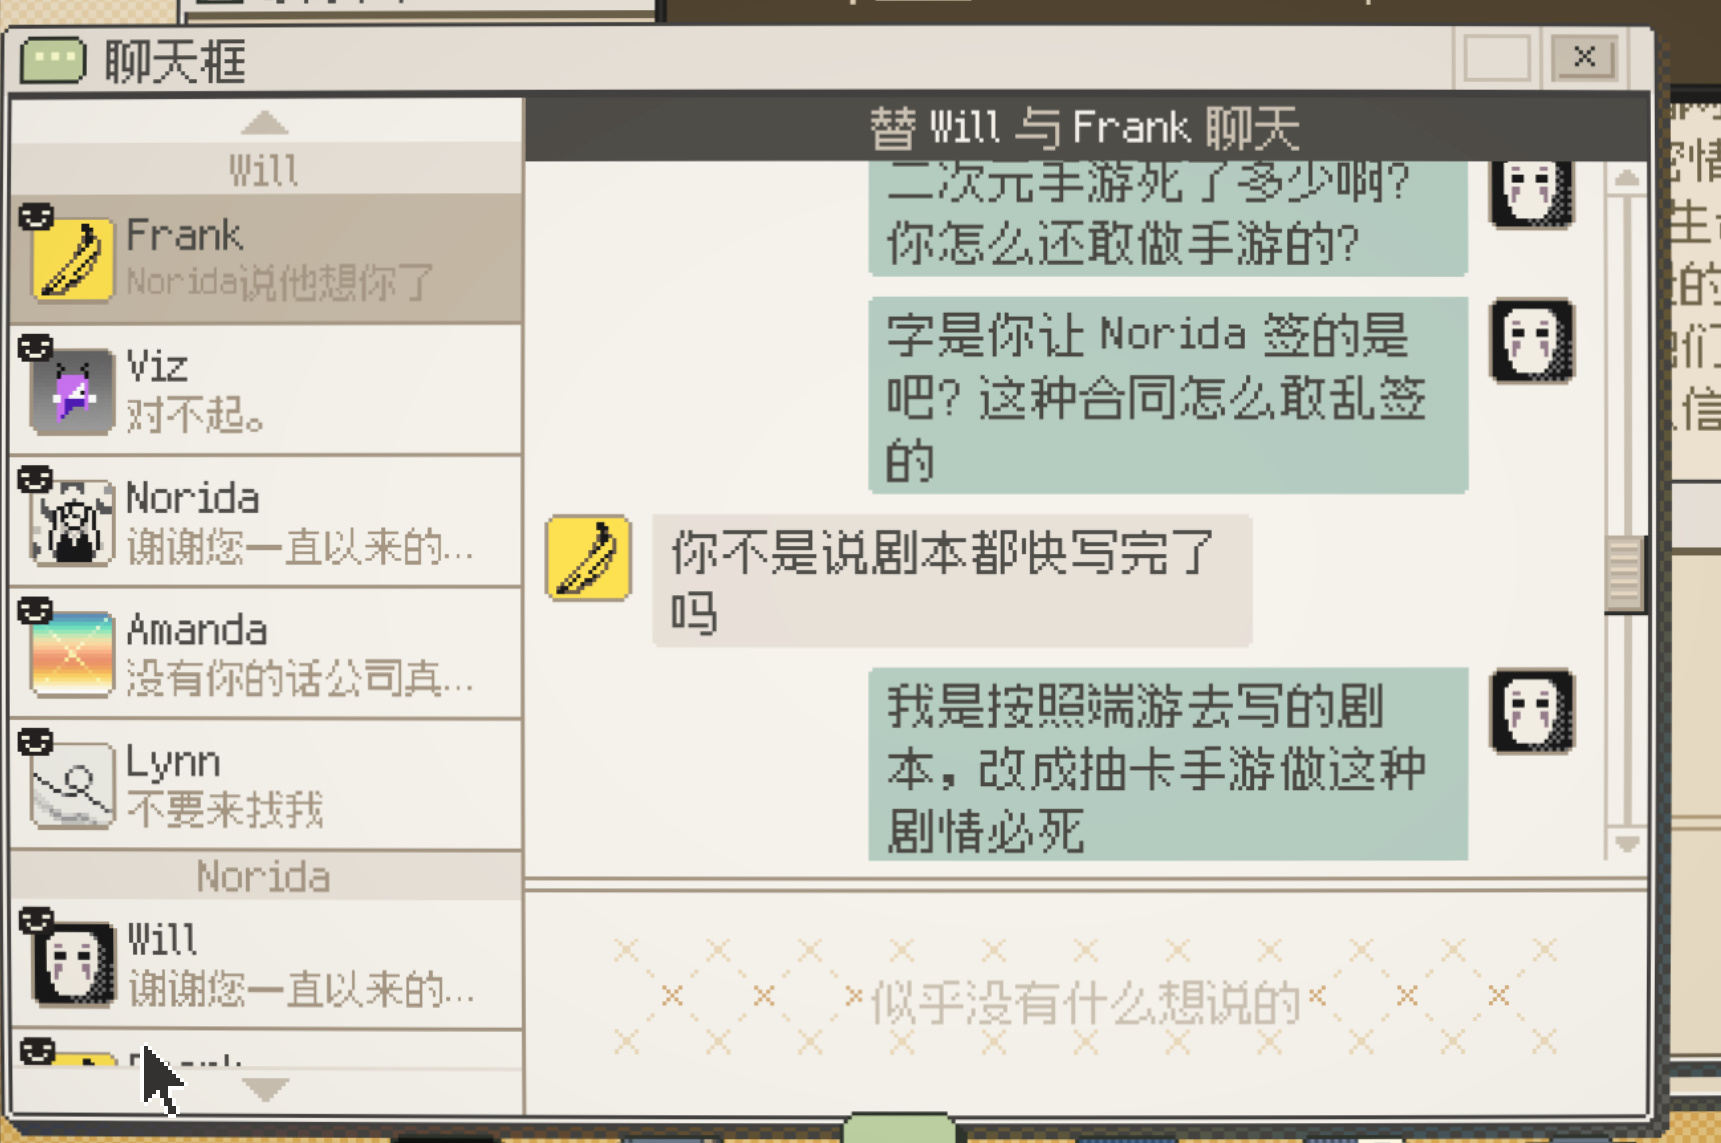 聊天框
Will
Frank
Norida说他想你了
Viz
对不起。
Norida
谢谢您一直以来的...
Amanda
没有你的话公司真...
Lynn
不要来找我
Norida
Will
谢谢您一直以来的...
替 Will 与 Frank 聊天
二次元手游死了多少啊?
你怎么还敢做手游的?
字是你让 Norida 签的是
吧? 这种合同怎么敢乱签
的
你不是说剧本都快写完了
吗
我是按照端游去写的剧
本，改成抽卡手游做这种
剧情必死
似乎没有什么想说的